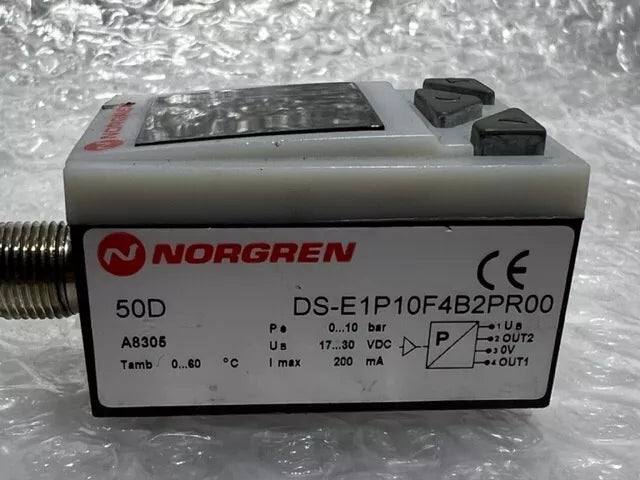 NORGREN
NORGREN
50D DS-E1P10F4B2PR00
A8305 Pe 0...10 bar
UB 17...30 VDC
Tamb 0...60 °C I max 200 mA
P
1 UB
2 OUT2
3 0V
4 OUT1
CE